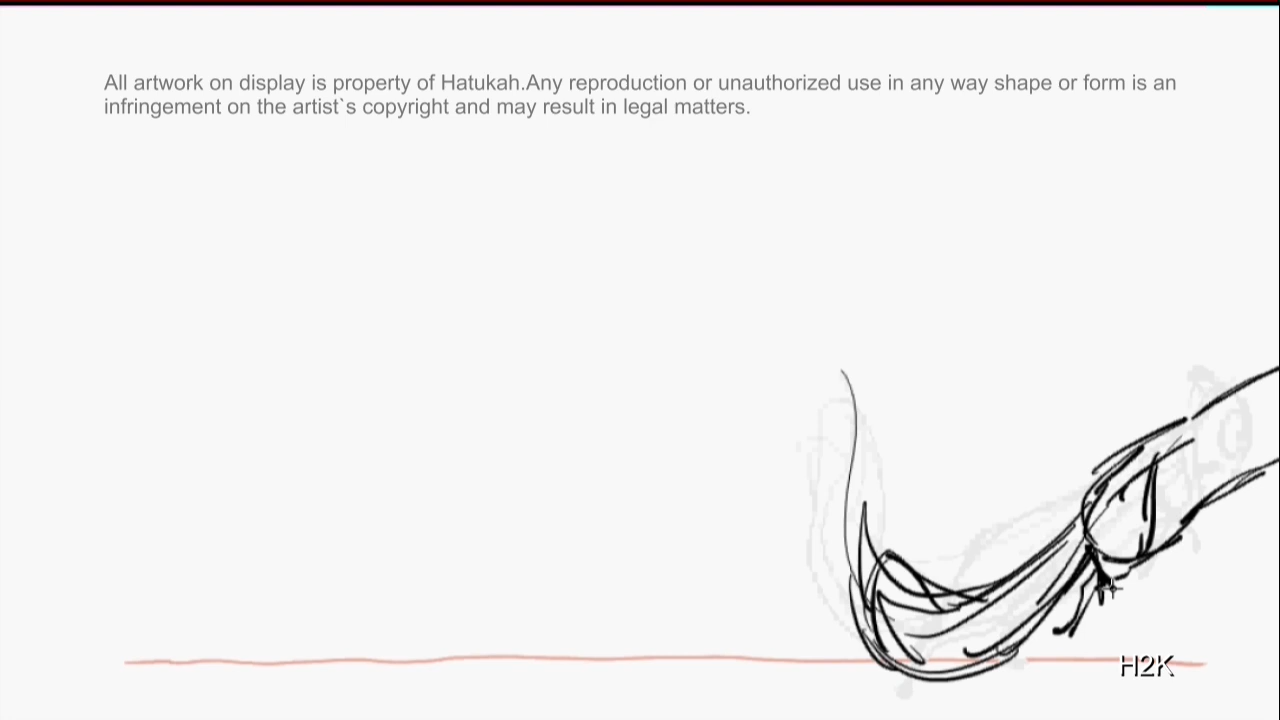 All artwork on display is property of Hatukah.Any reproduction or unauthorized use in any way shape or form is an
infringement on the artist`s copyright and may result in legal matters.
H2K